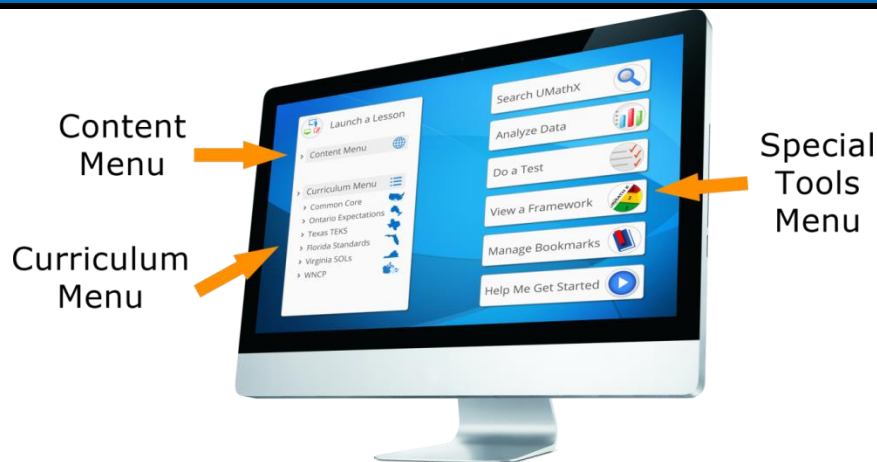 Content
Menu
Curriculum
Menu
Launch a Lesson
› Content Menu
› Curriculum Menu
› Common Core
› Ontario Expectations
› Texas TEKS
› Florida Standards
› Virginia SOLs
› WNCP
Search UMathX
Analyze Data
Do a Test
View a Framework
Manage Bookmarks
Help Me Get Started
Special
Tools
Menu